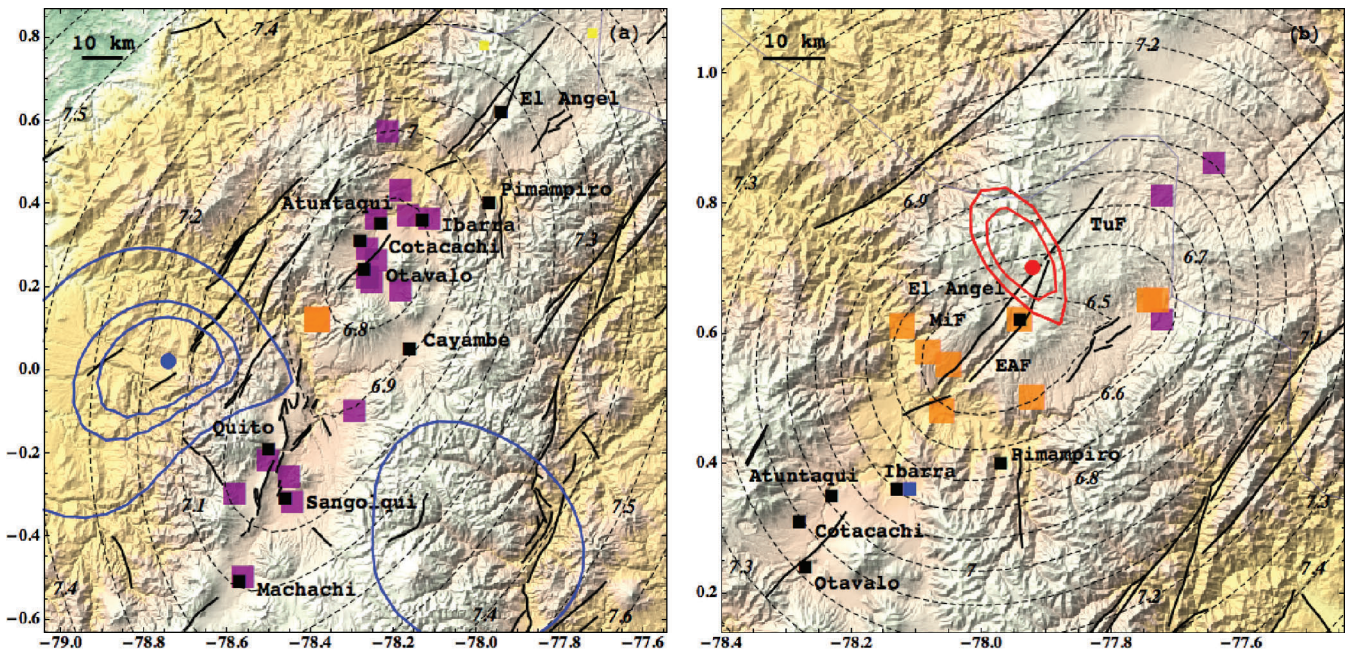 7.4
(a)
10 km
El Angel
7.5
7
Pimampiro
Atuntaqui
Ibarra
7.2
7.3
Cotacachi
Otavalo
6.8
Cayambe
6.9
Quito
7.1
Sangolqui
7.5
Machachi
7.4
7.4
7.6
0.8
0.6
0.4
0.2
0.0
−0.2
−0.4
−0.6
−79.0 −78.8 −78.6 −78.4 −78.2 −78.0 −77.8 −77.6
7.2
(b)
10 km
7.3
6.9
TuF
6.7
El Angel
6.5
MiF
7.1
EAF
6.6
Pimampiro
Atuntaqui
Ibarra
6.8
Cotacachi
7.3
7.3
7
Otavalo
7.2
7.4
1.0
0.8
0.6
0.4
0.2
−78.4 −78.2 −78.0 −77.8 −77.6